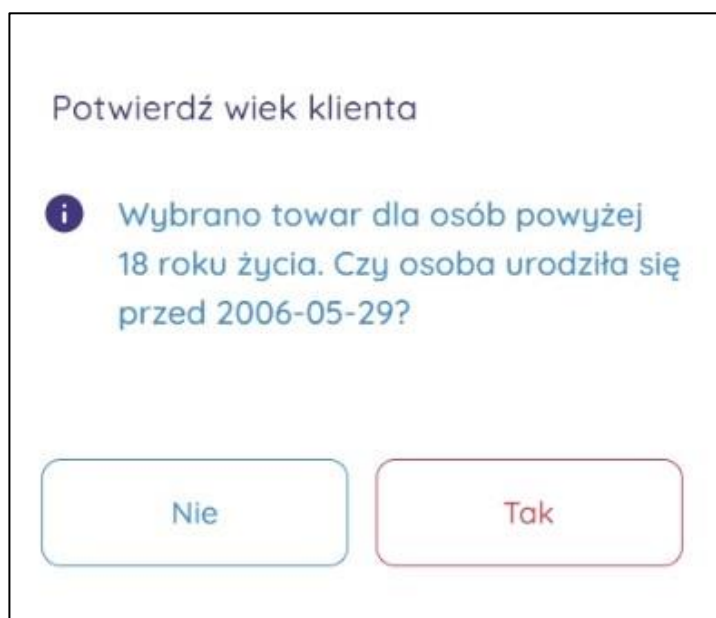 Potwierdź wiek klienta
i
Wybrano towar dla osób powyżej
18 roku życia. Czy osoba urodziła się
przed 2006-05-29?
Nie
Tak